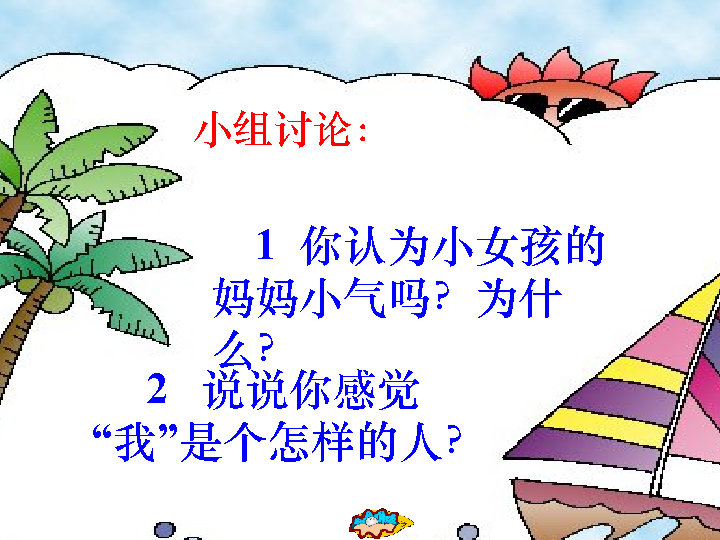 小组讨论：
1 你认为小女孩的
妈妈小气吗？为什
么？
2 说说你感觉
“我”是个怎样的人？